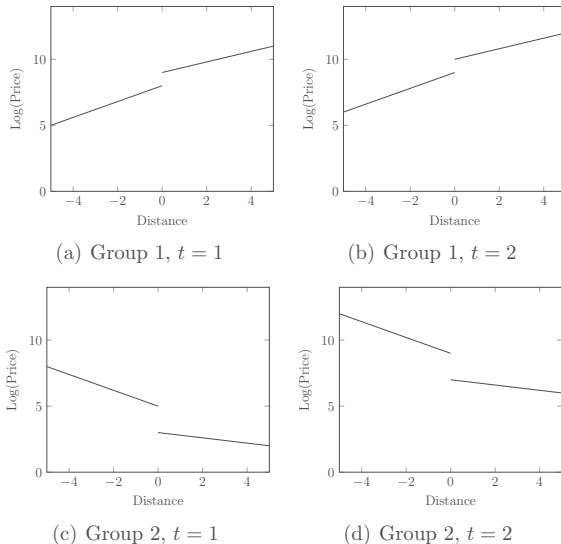 10
5
0
Log(Price)
−4 −2 0 2 4
Distance
(a) Group 1, t = 1
10
5
0
Log(Price)
−4 −2 0 2 4
Distance
(b) Group 1, t = 2
10
5
0
Log(Price)
−4 −2 0 2 4
Distance
(c) Group 2, t = 1
10
5
0
Log(Price)
−4 −2 0 2 4
Distance
(d) Group 2, t = 2